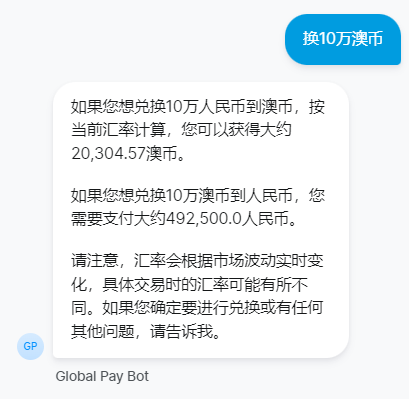 换10万澳币
如果您想兑换10万人民币到澳币，按
当前汇率计算，您可以获得大约
20,304.57澳币。
如果您想兑换10万澳币到人民币，您
需要支付大约492,500.0人民币。
请注意，汇率会根据市场波动实时变
化，具体交易时的汇率可能有所不
同。如果您确定要进行兑换或有任何
其他问题，请告诉我。
GP
Global Pay Bot